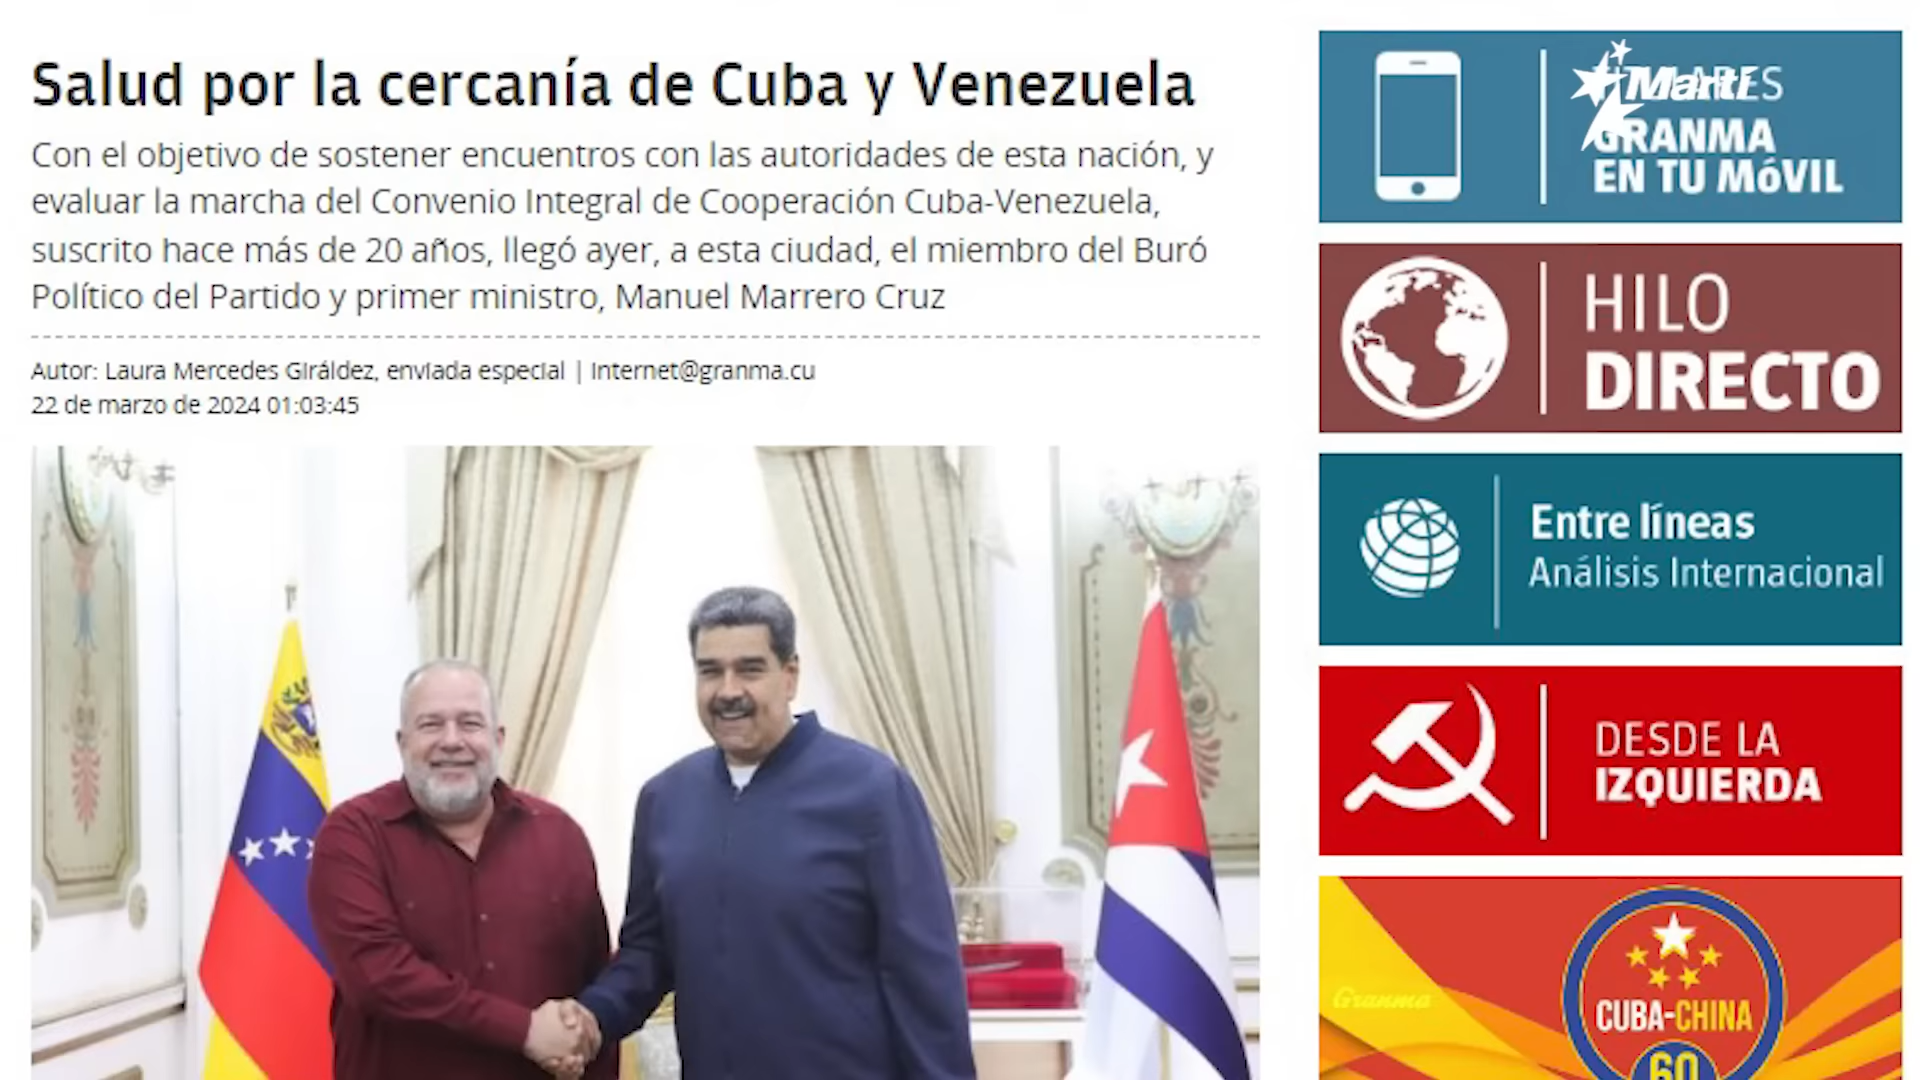 Salud por la cercanía de Cuba y Venezuela
Con el objetivo de sostener encuentros con las autoridades de esta nación, y
evaluar la marcha del Convenio Integral de Cooperación Cuba-Venezuela,
suscrito hace más de 20 años, llegó ayer, a esta ciudad, el miembro del Buró
Político del Partido y primer ministro, Manuel Marrero Cruz
Autor: Laura Mercedes Giráldez, enviada especial | internet@granma.cu
22 de marzo de 2024 01:03:45
Martí
GRANMA
EN TU MÓVIL
HILO
DIRECTO
Entre líneas
Análisis Internacional
DESDE LA
IZQUIERDA
Granma
CUBA-CHINA
60